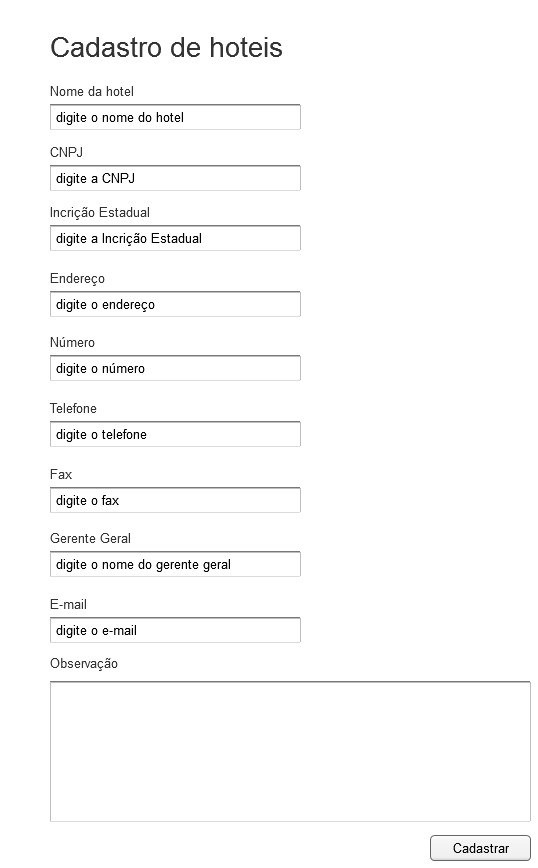 Cadastro de hoteis
Nome da hotel
digite o nome do hotel
CNPJ
digite a CNPJ
Incrição Estadual
digite a Incrição Estadual
Endereço
digite o endereço
Número
digite o número
Telefone
digite o telefone
Fax
digite o fax
Gerente Geral
digite o nome do gerente geral
E-mail
digite o e-mail
Observação
Cadastrar